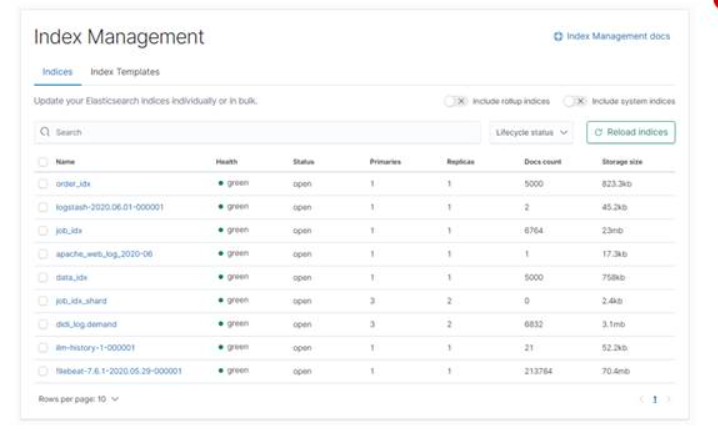 Index Management
Index Management docs
Indices Index Templates
Update your Elasticsearch indices individually or in bulk.
Include rollup indices Include system indices
Search Lifecycle status Reload indices
Name Health Status Primaries Replicas Docs count Storage size
order_idx green open 1 1 5000 823.3kb
logstash-2020.06.01-000001 green open 1 1 2 45.2kb
job_idx green open 1 1 6764 23mb
apache_web_log_2020-06 green open 1 1 1 17.3kb
data_idx green open 1 1 5000 758kb
job_idx_shard green open 3 2 0 2.4kb
didi_log.demand green open 3 2 6832 3.1mb
ilm-history-1-000001 green open 1 1 21 52.2kb
filebeat-7.6.1-2020.05.29-000001 green open 1 1 213764 70.4mb
Rows per page: 10 1